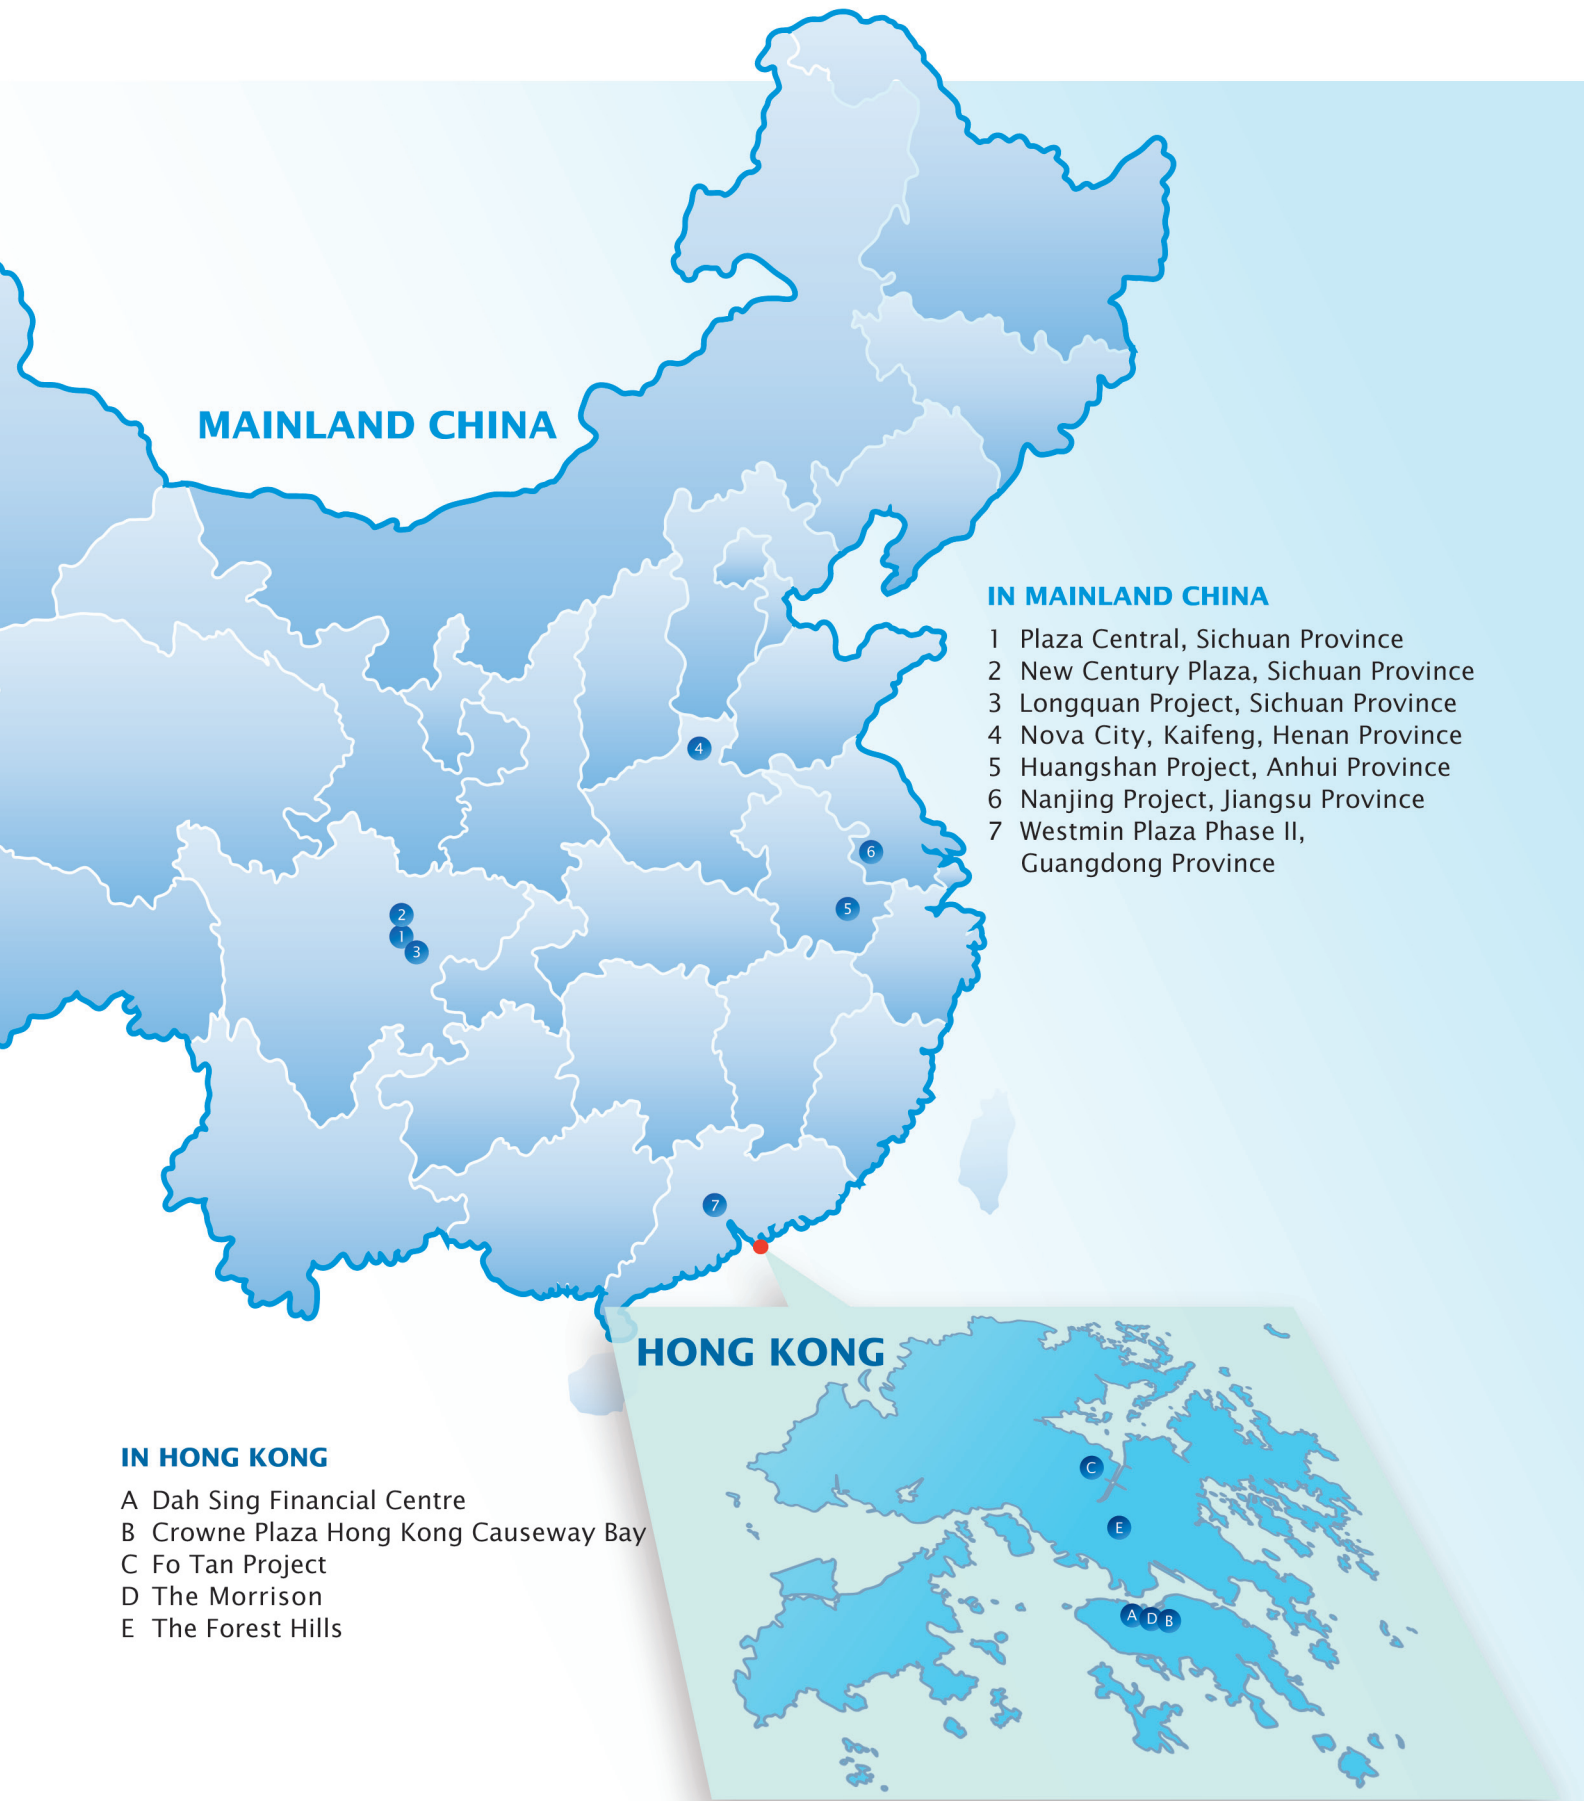 MAINLAND CHINA
IN MAINLAND CHINA
1 Plaza Central, Sichuan Province
2 New Century Plaza, Sichuan Province
3 Longquan Project, Sichuan Province
4 Nova City, Kaifeng, Henan Province
5 Huangshan Project, Anhui Province
6 Nanjing Project, Jiangsu Province
7 Westmin Plaza Phase II,
Guangdong Province
4
6
5
2
1
3
7
HONG KONG
C
E
A D B
IN HONG KONG
A Dah Sing Financial Centre
B Crowne Plaza Hong Kong Causeway Bay
C Fo Tan Project
D The Morrison
E The Forest Hills